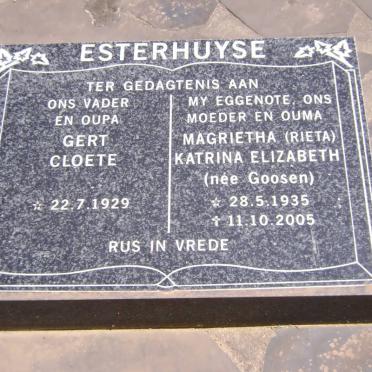 ESTERHUYSE
TER GEDAGTENIS AAN
ONS VADER
EN OUPA
GERT
CLOETE
☆ 22.7.1929
MY EGGENOTE, ONS
MOEDER EN OUMA
MAGRIETHA (RIETA)
KATRINA ELIZABETH
(née Goosen)
☆ 28.5.1935
✝ 11.10.2005
RUS IN VREDE